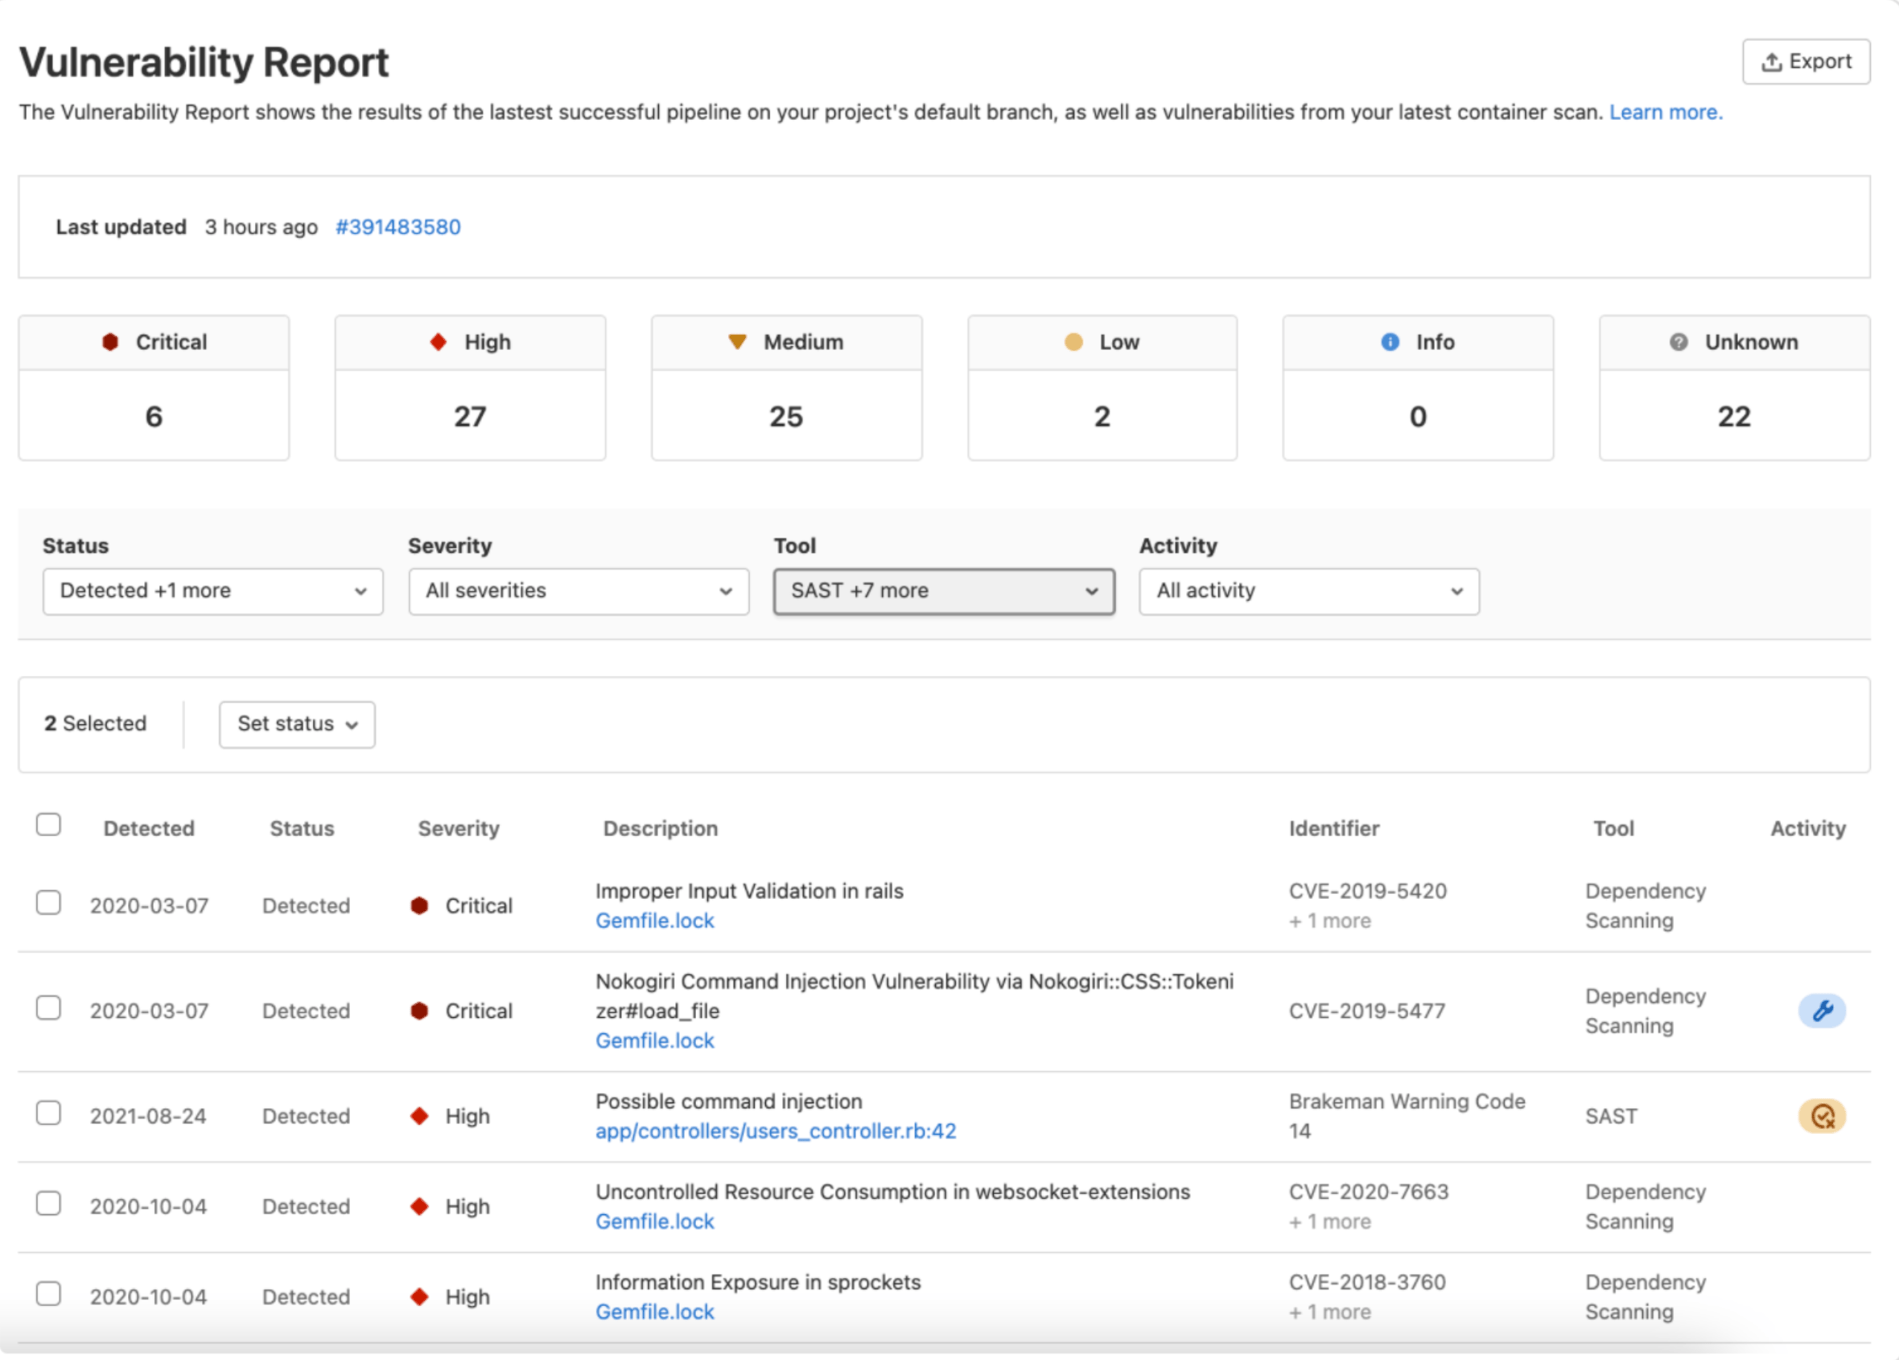 Vulnerability Report
Export
The Vulnerability Report shows the results of the lastest successful pipeline on your project's default branch, as well as vulnerabilities from your latest container scan. Learn more.
Last updated 3 hours ago #391483580
Critical High Medium Low Info Unknown
6 27 25 2 0 22
Status Severity Tool Activity
Detected +1 more All severities SAST +7 more All activity
2 Selected Set status
Detected Status Severity Description Identifier Tool Activity
2020-03-07 Detected Critical
Improper Input Validation in rails
Gemfile.lock
CVE-2019-5420
+ 1 more
Dependency
Scanning
2020-03-07 Detected Critical
Nokogiri Command Injection Vulnerability via Nokogiri::CSS::Tokeni
zer#load_file
Gemfile.lock
CVE-2019-5477
Dependency
Scanning
2021-08-24 Detected High
Possible command injection
app/controllers/users_controller.rb:42
Brakeman Warning Code
14
SAST
2020-10-04 Detected High
Uncontrolled Resource Consumption in websocket-extensions
Gemfile.lock
CVE-2020-7663
+ 1 more
Dependency
Scanning
2020-10-04 Detected High
Information Exposure in sprockets
Gemfile.lock
CVE-2018-3760
+ 1 more
Dependency
Scanning